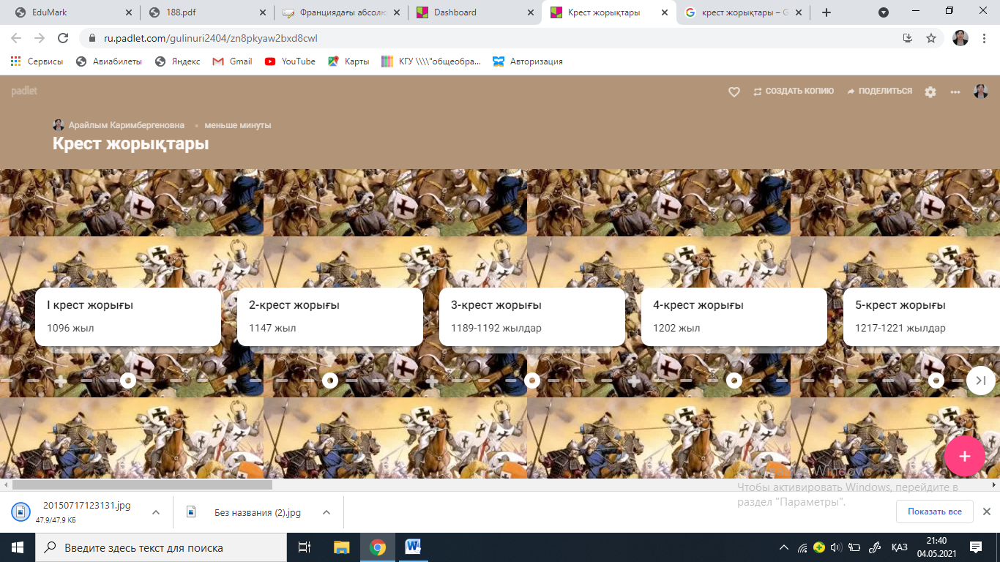 EduMark
188.pdf
Франциядағы абсолю
Dashboard
Крест жорықтары
крест жорықтары – G
ru.padlet.com/gulinuri2404/zn8pkyaw2bxd8cwl
Сервисы
Авиабилеты
Яндекс
Gmail
YouTube
Карты
КГУ \\\\"общеобра...
Авторизация
padlet
СОЗДАТЬ КОПИЮ
ПОДЕЛИТЬСЯ
Арайлым Каримбергеновна • меньше минуты
Крест жорықтары
I крест жорығы
1096 жыл
2-крест жорығы
1147 жыл
3-крест жорығы
1189-1192 жылдар
4-крест жорығы
1202 жыл
5-крест жорығы
1217-1221 жылдар
Windows
Чтобы активировать Windows, перейдите в
раздел "Параметры".
20150717123131.jpg
47,9/47,9 КБ
Без названия (2).jpg
Показать все
Введите здесь текст для поиска
ҚАЗ
21:40
04.05.2021